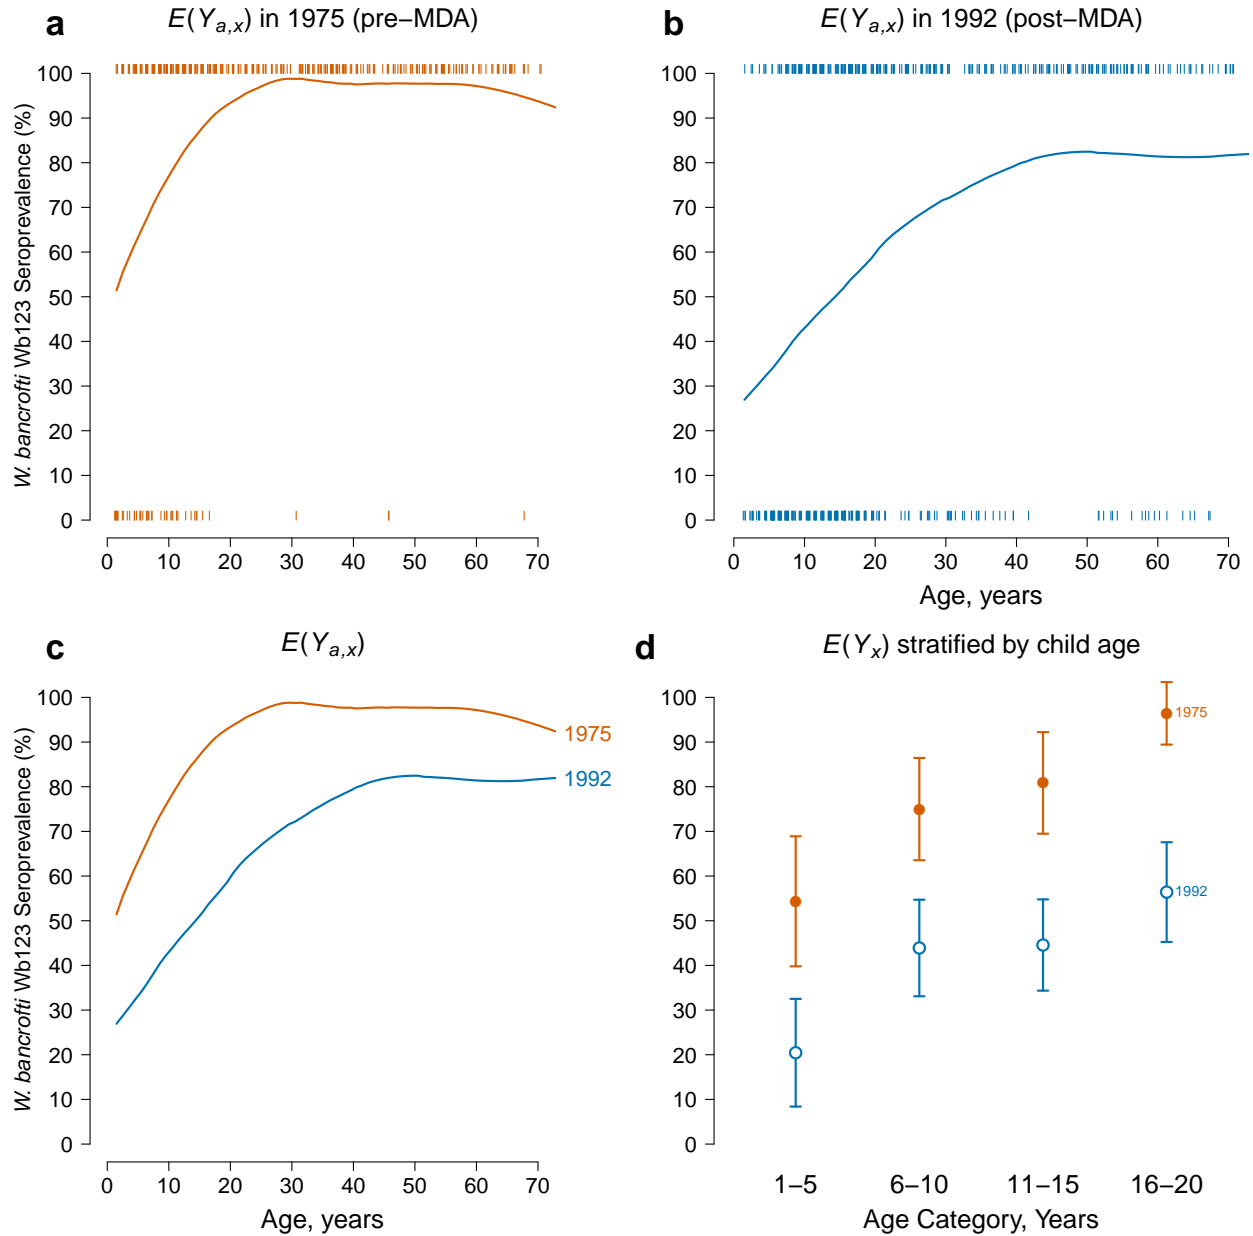 a
E(Yₐ,ₓ) in 1975 (pre−MDA)
W. bancrofti Wb123 Seroprevalence (%)
100
90
80
70
60
50
40
30
20
10
0
0 10 20 30 40 50 60 70
b
E(Yₐ,ₓ) in 1992 (post−MDA)
100
90
80
70
60
50
40
30
20
10
0
0 10 20 30 40 50 60 70
Age, years
c
E(Yₐ,ₓ)
W. bancrofti Wb123 Seroprevalence (%)
100
90
80
70
60
50
40
30
20
10
0
1975
1992
0 10 20 30 40 50 60 70
Age, years
d
E(Yₓ) stratified by child age
100
90
80
70
60
50
40
30
20
10
0
1975
1992
1−5 6−10 11−15 16−20
Age Category, Years